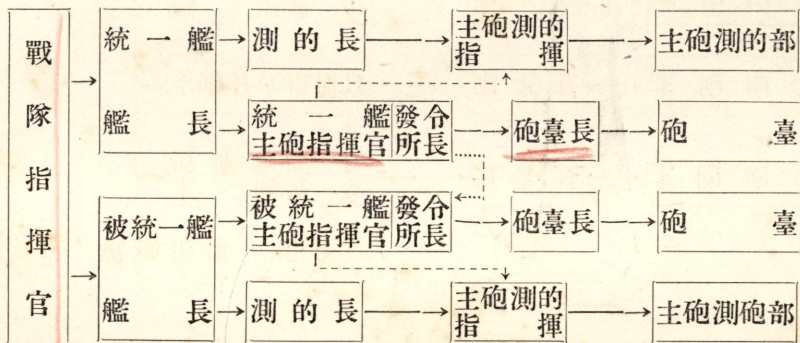 戰隊指揮官
統一艦
艦長
測的長
主砲測的
指揮
主砲測的部
統一艦
主砲指揮官
發令
所長
砲臺長
砲臺
被統一艦
艦長
被統一艦
主砲指揮官
發令
所長
砲臺長
砲臺
測的長
主砲測的
指揮
主砲測砲部